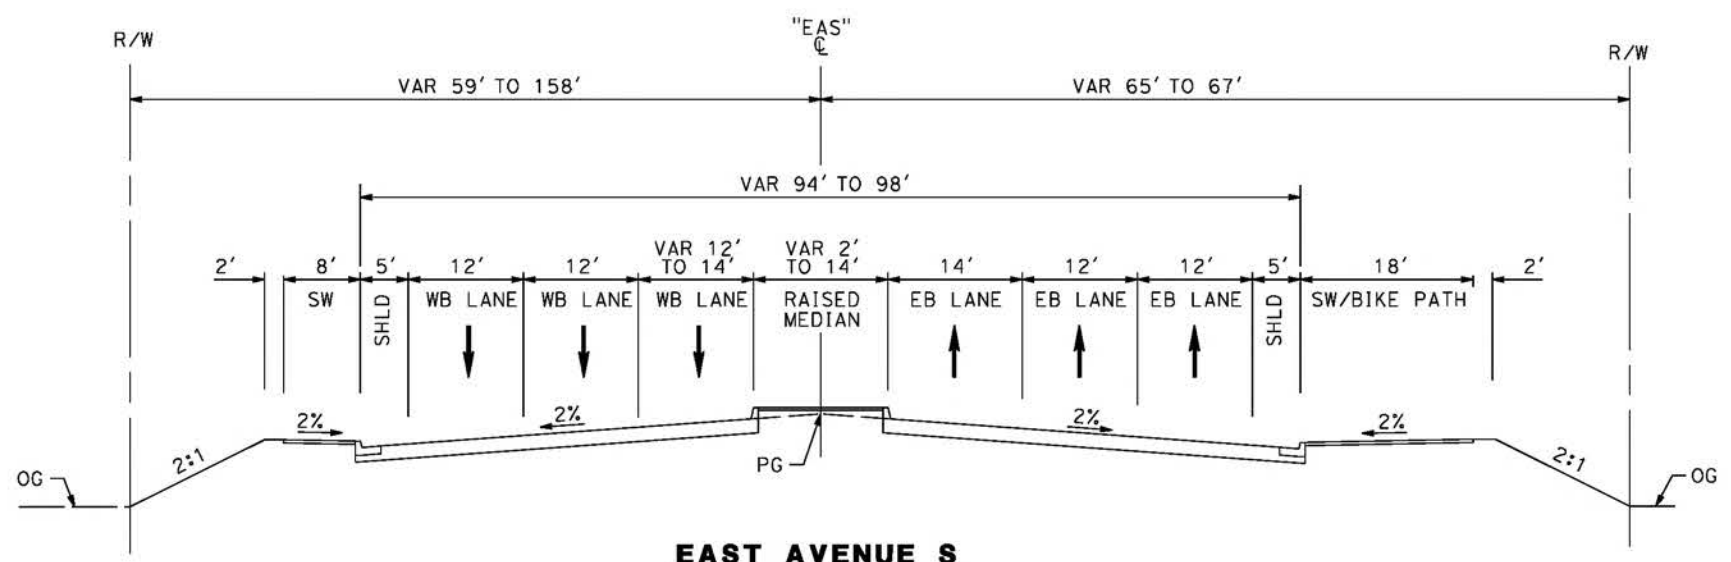 "EAS"
℄
R/W
R/W
VAR 59' TO 158'
VAR 65' TO 67'
VAR 94' TO 98'
VAR 12'
TO 14'
VAR 2'
TO 14'
2'
8'
5'
12'
12'
14'
12'
12'
5'
18'
2'
SW
SHLD
WB LANE
WB LANE
WB LANE
RAISED
MEDIAN
EB LANE
EB LANE
EB LANE
SHLD
SW/BIKE PATH
2%
2%
2%
2%
2:1
2:1
PG
OG
OG
EAST AVENUE S